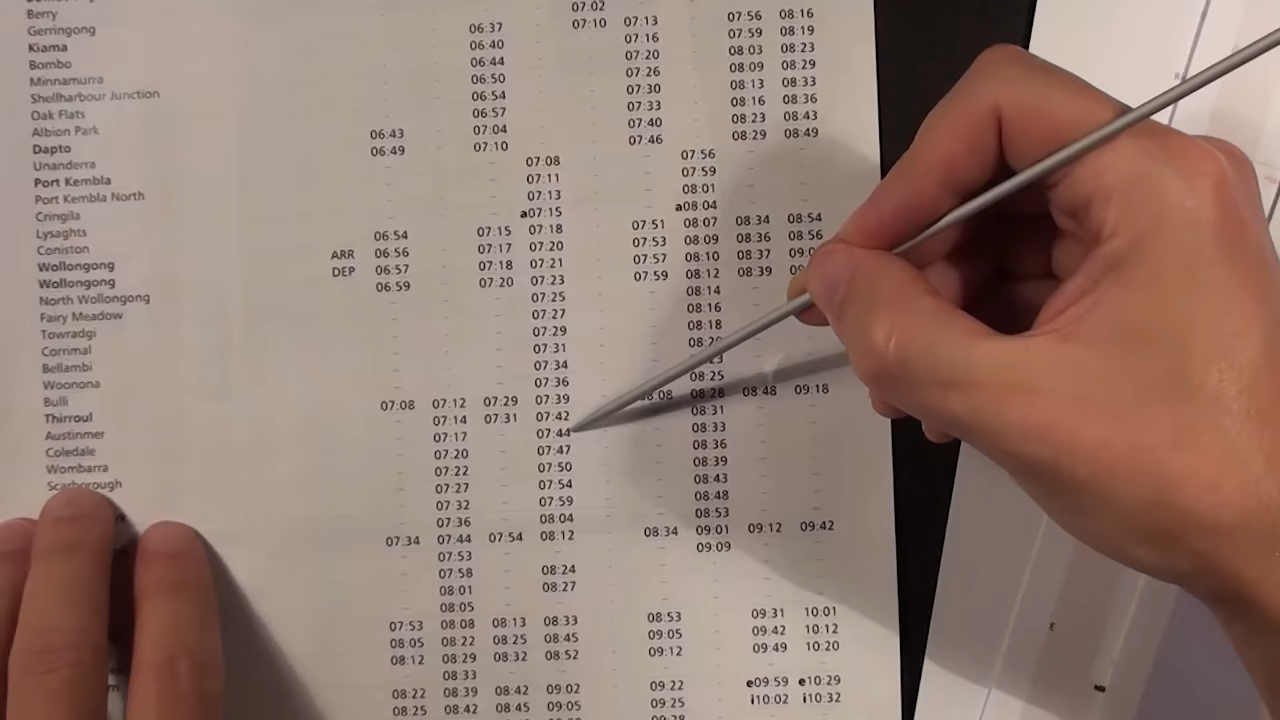 Berry
Gerringong 07:02
Kiama 06:37 07:10 07:13 07:56 08:16
Bombo 06:40 07:16 07:59 08:19
Minnamurra 06:44 07:20 08:03 08:23
Shellharbour Junction 06:50 07:26 08:09 08:29
Oak Flats 06:54 07:30 08:13 08:33
Albion Park 06:57 07:33 08:16 08:36
Dapto 06:43 07:04 07:40 08:23 08:43
Unanderra 06:49 07:10 07:46 08:29 08:49
Port Kembla 07:08 07:56
Port Kembla North 07:11 07:59
Cringila 07:13 08:01
Lysaghts a07:15 a08:04
Coniston 06:54 07:15 07:18 07:51 08:07 08:34 08:54
Wollongong ARR 06:56 07:17 07:20 07:53 08:09 08:36 08:56
Wollongong DEP 06:57 07:18 07:21 07:57 08:10 08:37
North Wollongong 06:59 07:20 07:23 07:59 08:12 08:39
Fairy Meadow 07:25 08:14
Towradgi 07:27 08:16
Corrimal 07:29 08:18
Bellambi 07:31
Woonona 07:34
Bulli 07:36 08:25
Thirroul 07:08 07:12 07:29 07:39 08:08 08:28 08:48 09:18
Austinmer 07:14 07:31 07:42 08:31
Coledale 07:17 07:44 08:33
Wombarra 07:20 07:47 08:36
Scarborough 07:22 07:50 08:39
07:27 07:54 08:43
07:32 07:59 08:48
07:36 08:04 08:53
07:34 07:44 07:54 08:12 08:34 09:01 09:12 09:42
07:53 09:09
07:58 08:24
08:01 08:27
08:05
07:53 08:08 08:13 08:33 08:53 09:31 10:01
08:05 08:22 08:25 08:45 09:05 09:42 10:12
08:12 08:29 08:32 08:52 09:12 09:49 10:20
08:33
08:22 08:39 08:42 09:02 09:22 e09:59 e10:29
08:25 08:42 08:45 09:05 09:25 i10:02 i10:32